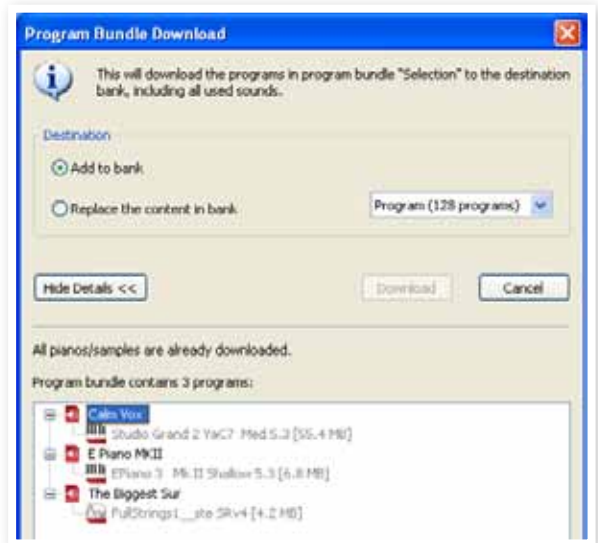 Program Bundle Download
This will download the programs in program bundle "Selection" to the destination
bank, including all used sounds.
Destination
Add to bank
Replace the content in bank
Program (128 programs)
Hide Details <<
Download
Cancel
All pianos/samples are already downloaded.
Program bundle contains 3 programs:
Calm Vox
Studio Grand 2 YaC7 Med 5.3 [55.4 MB]
E Piano MKII
EPiano 3 Mk II Shallow 5.3 [6.8 MB]
The Biggest Sur
FullStrings1__ste SRv4 [4.2 MB]